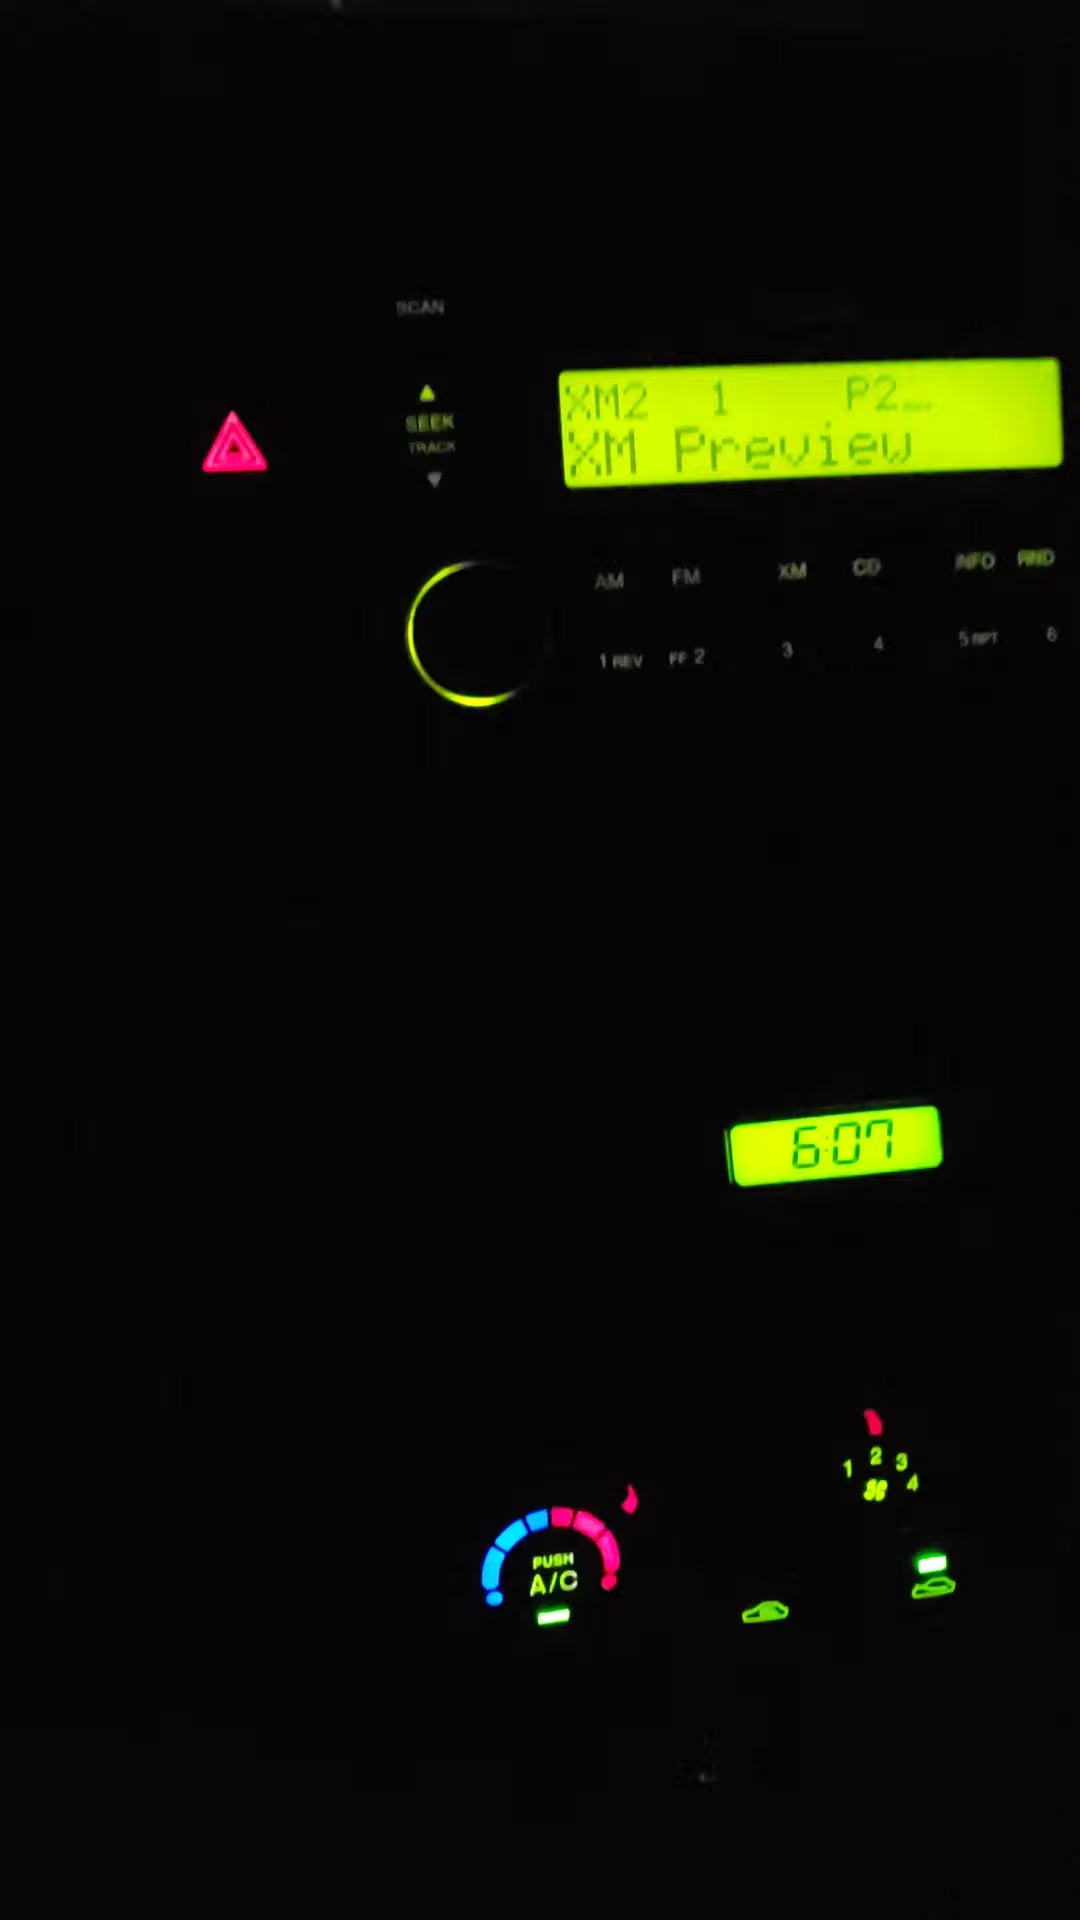 SCAN
XM2 1 P2
XM Preview
SEEK
TRACK
AM FM XM CD INFO RND
1 REV FF 2 3 4 5 RPT 6
6:07
1 2 3 4
PUSH
A/C